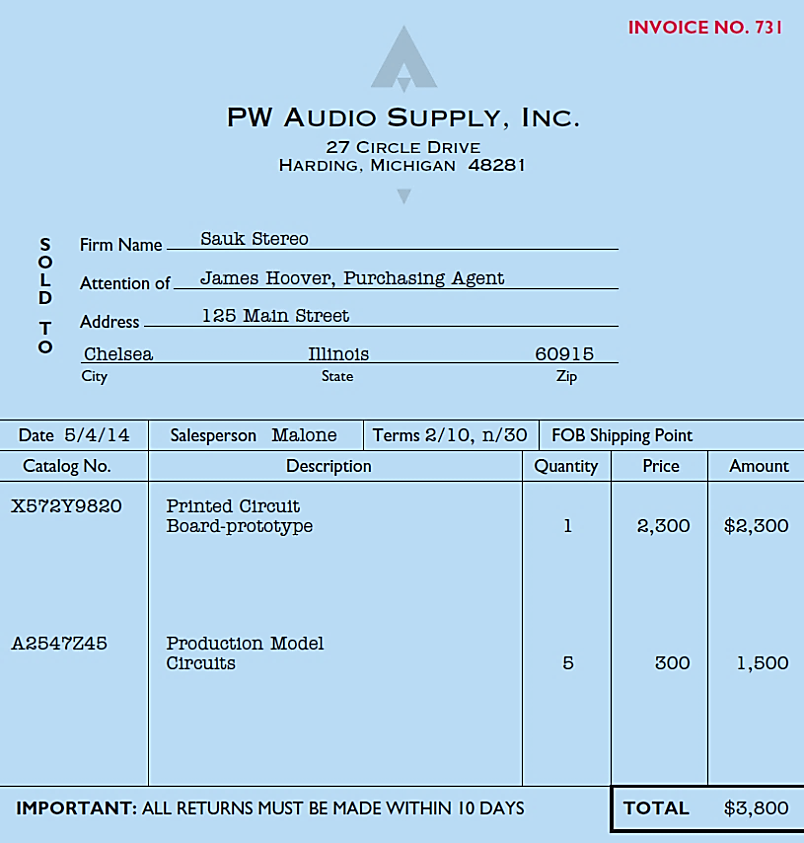 INVOICE NO. 731
PW AUDIO SUPPLY, INC.
27 CIRCLE DRIVE
HARDING, MICHIGAN 48281
SOLD TO
Firm Name Sauk Stereo
Attention of James Hoover, Purchasing Agent
Address 125 Main Street
Chelsea Illinois 60915
City State Zip
Date 5/4/14 Salesperson Malone Terms 2/10, n/30 FOB Shipping Point
Catalog No. Description Quantity Price Amount
X572Y9820 Printed Circuit
Board-prototype 1 2,300 $2,300
A2547Z45 Production Model
Circuits 5 300 1,500
IMPORTANT: ALL RETURNS MUST BE MADE WITHIN 10 DAYS TOTAL $3,800